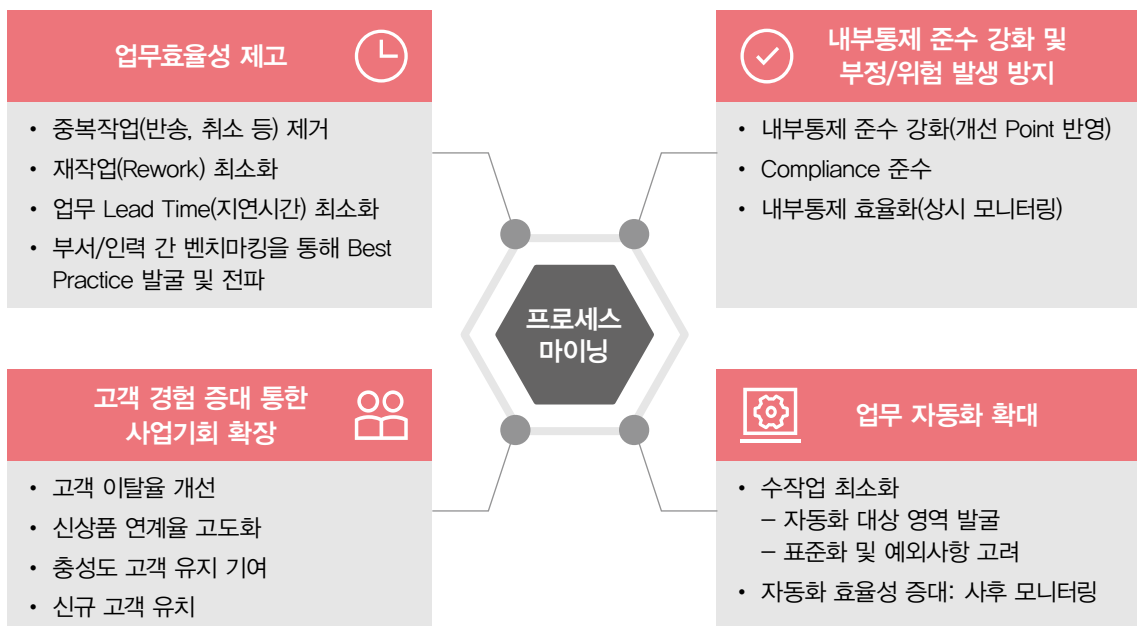 업무효율성 제고
• 중복작업(반송, 취소 등) 제거
• 재작업(Rework) 최소화
• 업무 Lead Time(지연시간) 최소화
• 부서/인력 간 벤치마킹을 통해 Best
Practice 발굴 및 전파
내부통제 준수 강화 및
부정/위험 발생 방지
• 내부통제 준수 강화(개선 Point 반영)
• Compliance 준수
• 내부통제 효율화(상시 모니터링)
프로세스
마이닝
고객 경험 증대 통한
사업기회 확장
• 고객 이탈율 개선
• 신상품 연계율 고도화
• 충성도 고객 유지 기여
• 신규 고객 유치
업무 자동화 확대
• 수작업 최소화
– 자동화 대상 영역 발굴
– 표준화 및 예외사항 고려
• 자동화 효율성 증대: 사후 모니터링